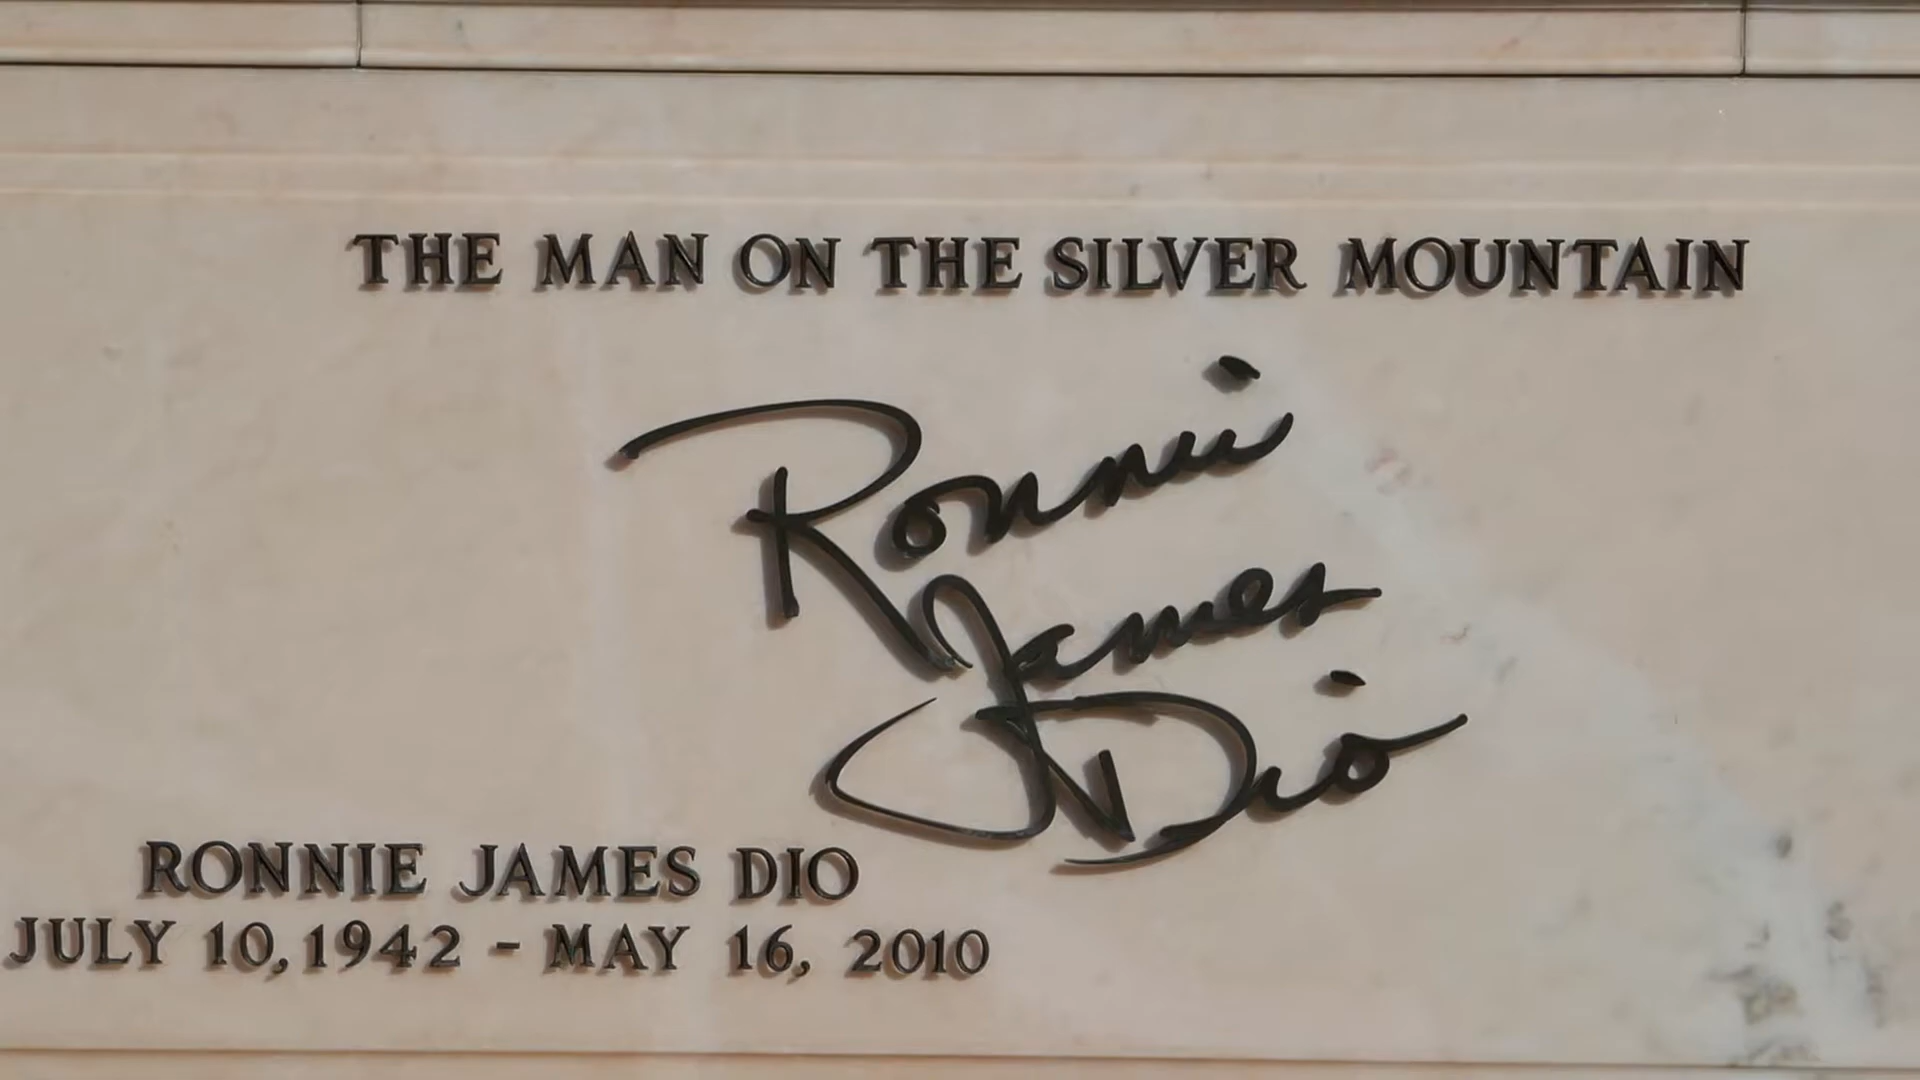 THE MAN ON THE SILVER MOUNTAIN
Ronnie
James
Dio
RONNIE JAMES DIO
JULY 10, 1942 - MAY 16, 2010